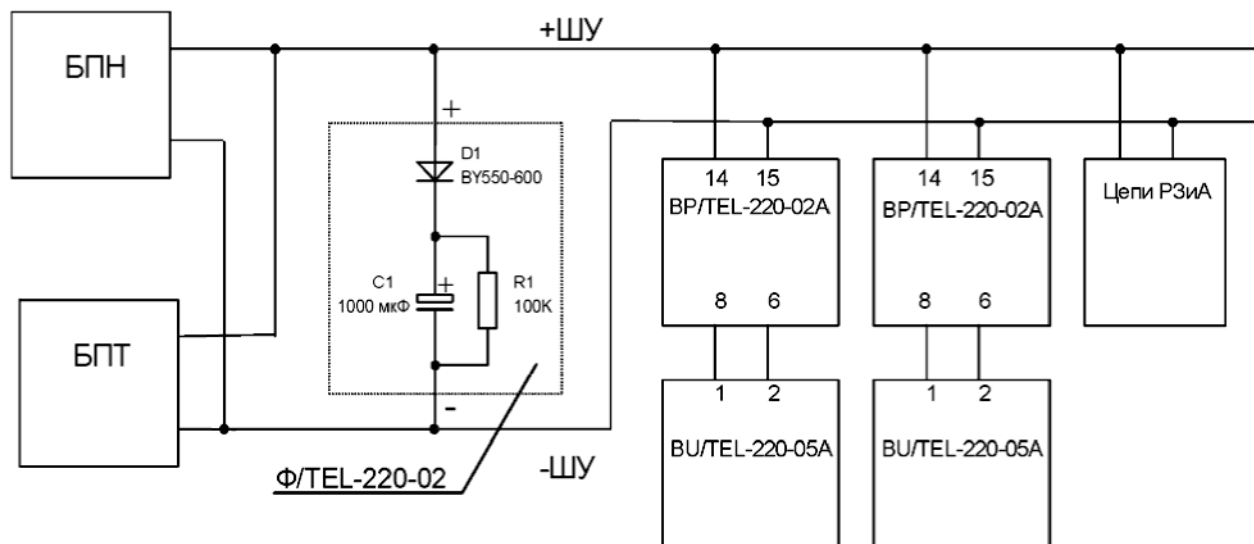 +ШУ
БПН
+
D1
BY550-600
14 15
BP/TEL-220-02A
14 15
BP/TEL-220-02A
Цепи РЗиА
C1
+
1000 мкФ
R1
100K
8 6
8 6
БПТ
-
1 2
1 2
BU/TEL-220-05A
BU/TEL-220-05A
Ф/TEL-220-02
-ШУ